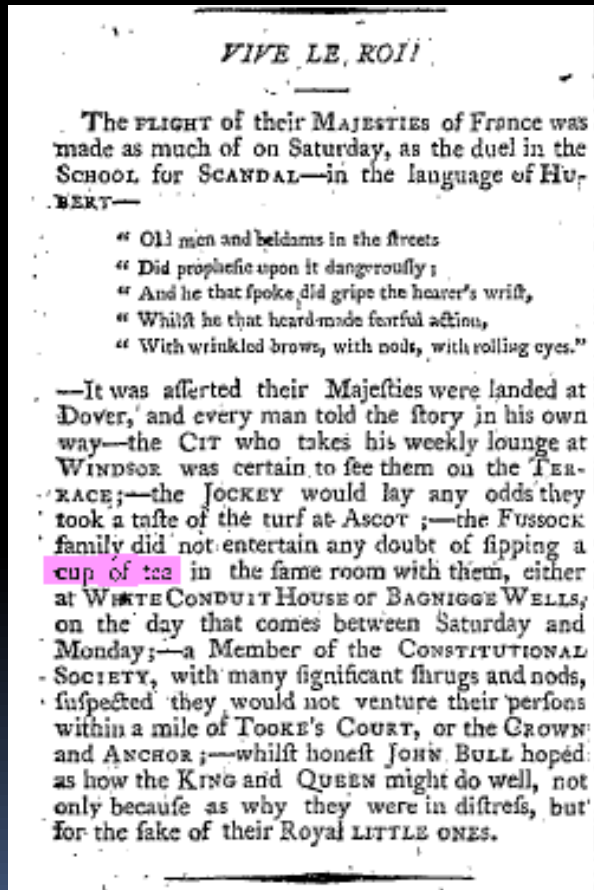 VIVE LE ROI!
The FLIGHT of their MAJESTIES of France was
made as much of on Saturday, as the duel in the
SCHOOL for SCANDAL—in the language of HU-
BERT—
“ Old men and beldams in the ſtreets
“ Did propheſie upon it dangerouſly ;
“ And he that ſpoke did gripe the hearer's wriſt,
“ Whilſt he that heard made fearful action,
“ With wrinkled brows, with nods, with rolling eyes.”
—It was aſſerted their Majeſties were landed at
Dover, and every man told the ſtory in his own
way—the CIT who takes his weekly lounge at
WINDSOR was certain to ſee them on the TER-
RACE;—the JOCKEY would lay any odds they
took a taſte of the turf at ASCOT ;—the FUSSOCK
family did not entertain any doubt of ſipping a
cup of tea in the ſame room with them, either
at WHITE CONDUIT HOUSE or BAGNIGGE WELLS,
on the day that comes between Saturday and
Monday;—a Member of the CONSTITUTIONAL
SOCIETY, with many ſignificant ſhrugs and nods,
ſuſpected they would not venture their perſons
within a mile of TOOKE'S COURT, or the CROWN
and ANCHOR ;—whilſt honeſt JOHN BULL hoped
as how the KING and QUEEN might do well, not
only becauſe as why they were in diſtreſs, but
for the ſake of their Royal LITTLE ONES.